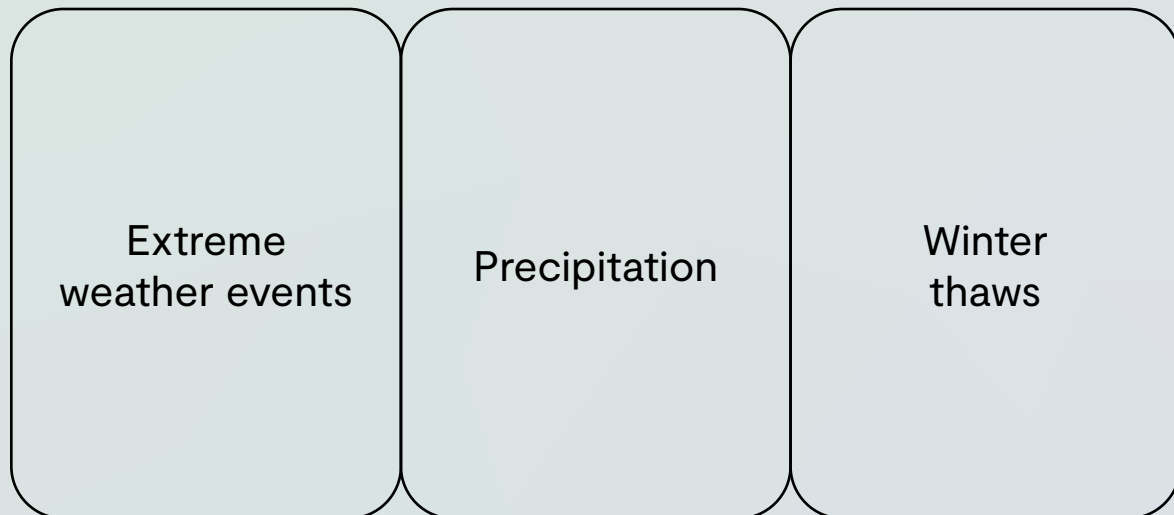 Extreme
weather events
Precipitation
Winter
thaws